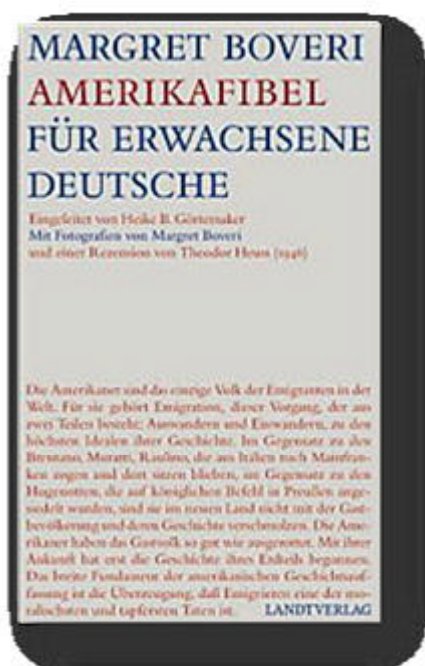 MARGRET BOVERI
AMERIKAFIBEL
FÜR ERWACHSENE
DEUTSCHE
Eingeleitet von Heike B. Görtemaker
Mit Fotografien von Margret Boveri
und einer Rezension von Theodor Heuss (1946)
Die Amerikaner sind das einzige Volk der Emigranten in der
Welt. Für sie gehört Emigration, dieser Vorgang, der aus
zwei Teilen besteht: Auswandern und Einwandern, zu den
höchsten Idealen ihrer Geschichte. Im Gegensatz zu den
Brentano, Muratti, Raulino, die aus Italien nach Mainfran-
ken zogen und dort sitzen blieben, im Gegensatz zu den
Hugenotten, die auf königlichen Befehl in Preußen ange-
siedelt wurden, sind sie im neuen Land nicht mit der Gast-
bevölkerung und deren Geschichte verschmolzen. Die Ame-
rikaner haben das Gastvolk so gut wie ausgerottet. Mit ihrer
Ankunft hat erst die Geschichte ihres Erdteils begonnen.
Das breite Fundament der amerikanischen Geschichtsauf-
fassung ist die Überzeugung, daß Emigrieren eine der mo-
ralischsten und tapfersten Taten ist. LANDTVERLAG